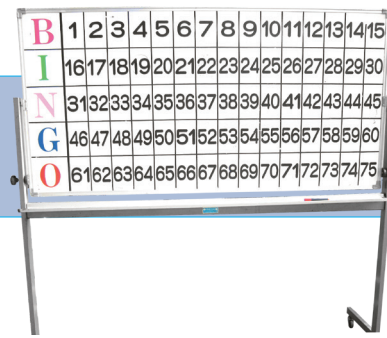 B 1 2 3 4 5 6 7 8 9 10 11 12 13 14 15
I 16 17 18 19 20 21 22 23 24 25 26 27 28 29 30
N 31 32 33 34 35 36 37 38 39 40 41 42 43 44 45
G 46 47 48 49 50 51 52 53 54 55 56 57 58 59 60
O 61 62 63 64 65 66 67 68 69 70 71 72 73 74 75